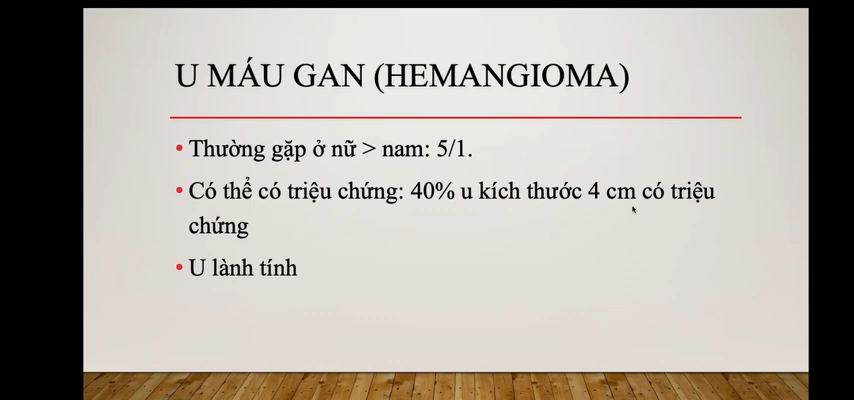 U MÁU GAN (HEMANGIOMA)
• Thường gặp ở nữ > nam: 5/1.
• Có thể có triệu chứng: 40% u kích thước 4 cm có triệu
chứng
• U lành tính